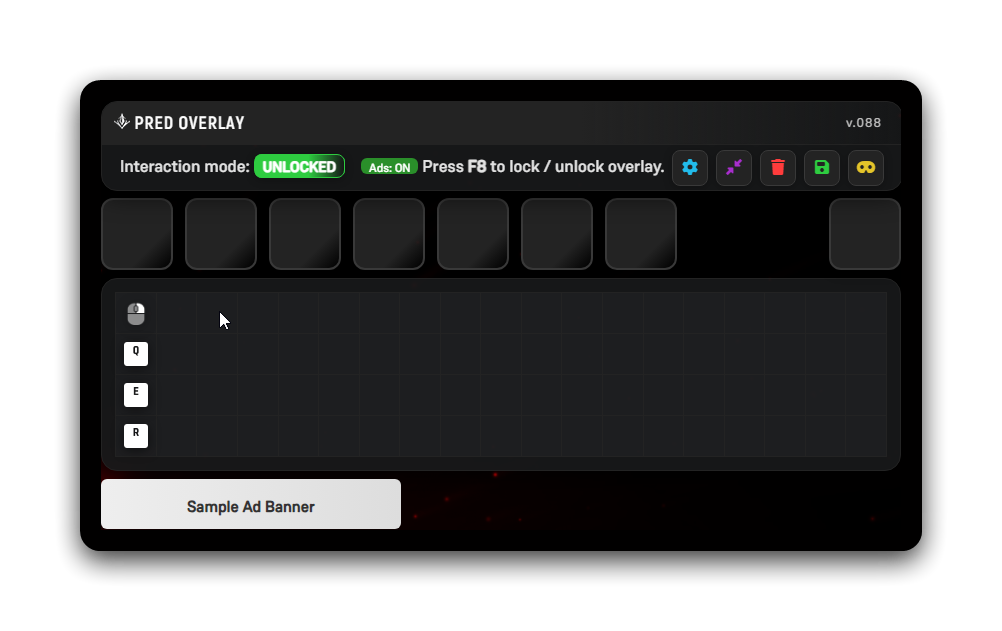 PRED OVERLAY
v.088
Interaction mode: UNLOCKED Ads: ON Press F8 to lock / unlock overlay.
Q
E
R
Sample Ad Banner